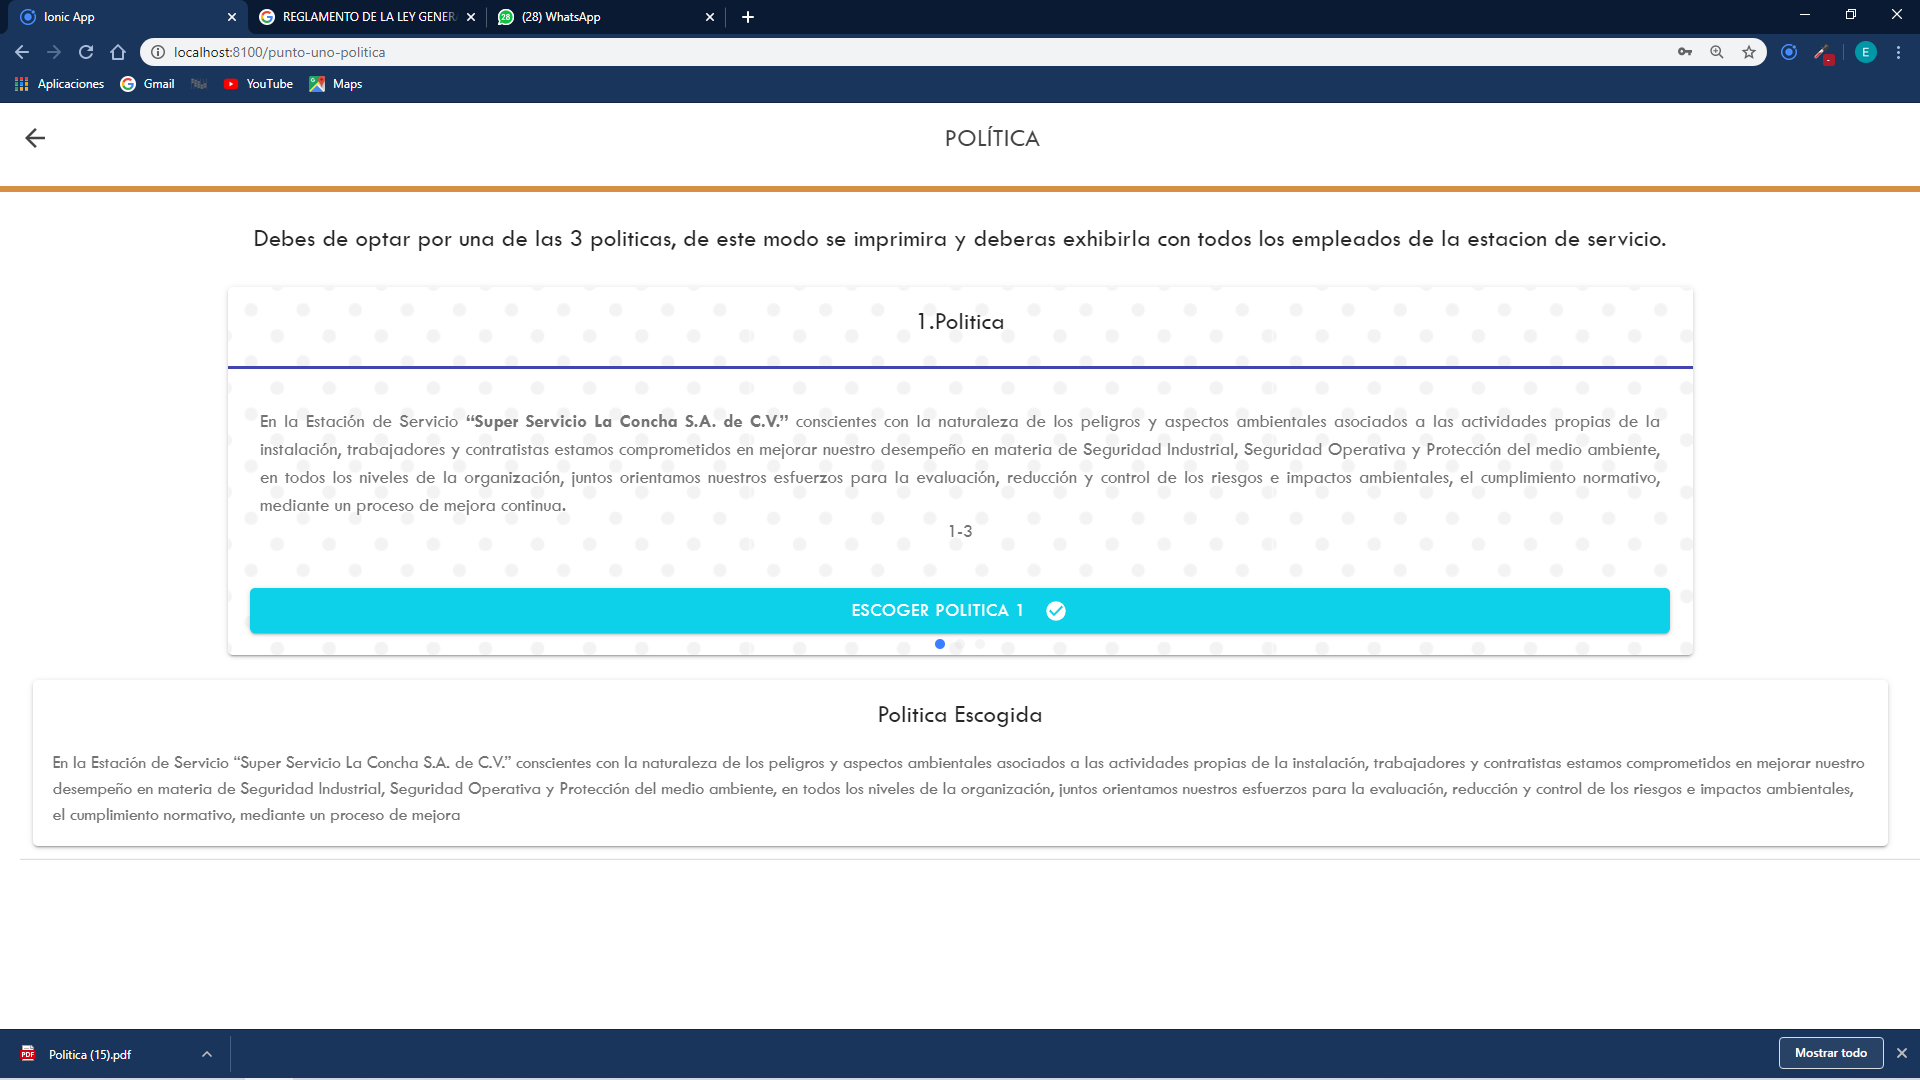 Ionic App
REGLAMENTO DE LA LEY GENER
(28) WhatsApp
localhost:8100/punto-uno-politica
E
Aplicaciones
Gmail
YouTube
Maps
POLÍTICA
Debes de optar por una de las 3 politicas, de este modo se imprimira y deberas exhibirla con todos los empleados de la estacion de servicio.
1.Politica
En la Estación de Servicio “Super Servicio La Concha S.A. de C.V.” conscientes con la naturaleza de los peligros y aspectos ambientales asociados a las actividades propias de la
instalación, trabajadores y contratistas estamos comprometidos en mejorar nuestro desempeño en materia de Seguridad Industrial, Seguridad Operativa y Protección del medio ambiente,
en todos los niveles de la organización, juntos orientamos nuestros esfuerzos para la evaluación, reducción y control de los riesgos e impactos ambientales, el cumplimiento normativo,
mediante un proceso de mejora continua.
1-3
ESCOGER POLITICA 1
Politica Escogida
En la Estación de Servicio “Super Servicio La Concha S.A. de C.V.” conscientes con la naturaleza de los peligros y aspectos ambientales asociados a las actividades propias de la instalación, trabajadores y contratistas estamos comprometidos en mejorar nuestro
desempeño en materia de Seguridad Industrial, Seguridad Operativa y Protección del medio ambiente, en todos los niveles de la organización, juntos orientamos nuestros esfuerzos para la evaluación, reducción y control de los riesgos e impactos ambientales,
el cumplimiento normativo, mediante un proceso de mejora
PDF
Politica (15).pdf
Mostrar todo